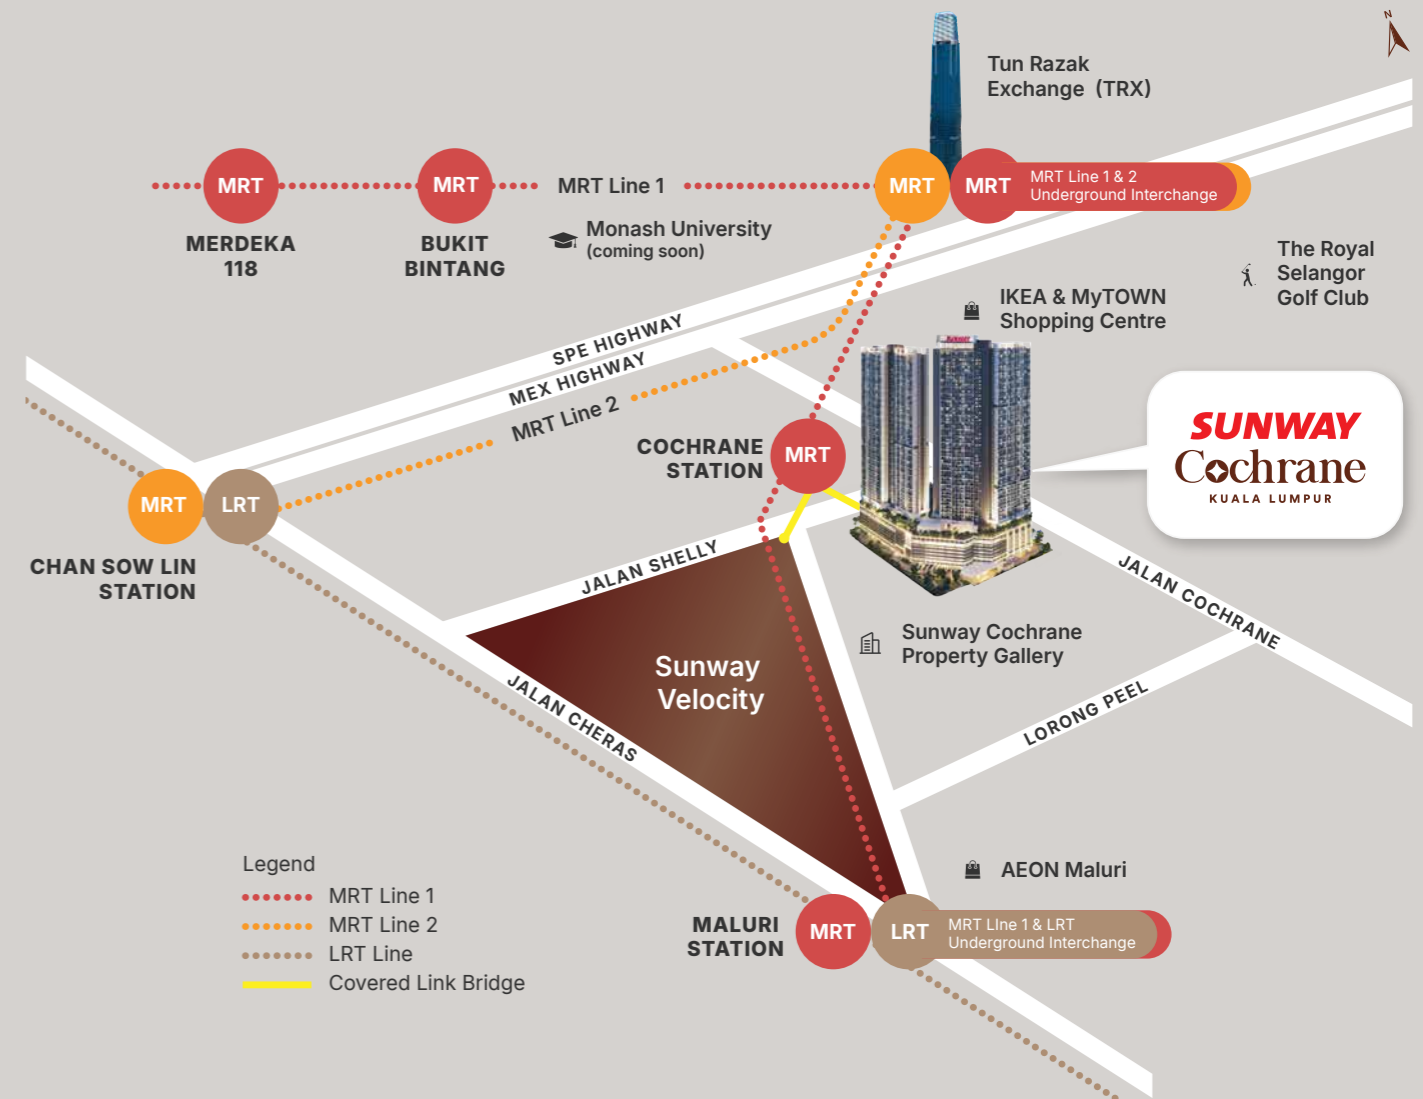 N
Tun Razak
Exchange (TRX)
MRT
MRT
MRT Line 1
MRT
MRT
MRT Line 1 & 2
Underground Interchange
MERDEKA
118
BUKIT
BINTANG
Monash University
(coming soon)
The Royal
Selangor
Golf Club
IKEA & MyTOWN
Shopping Centre
SPE HIGHWAY
MEX HIGHWAY
MRT Line 2
COCHRANE
STATION
MRT
SUNWAY
Cochrane
KUALA LUMPUR
MRT
LRT
CHAN SOW LIN
STATION
JALAN SHELLY
JALAN COCHRANE
Sunway Cochrane
Property Gallery
Sunway
Velocity
JALAN CHERAS
LORONG PEEL
Legend
MRT Line 1
MRT Line 2
LRT Line
Covered Link Bridge
AEON Maluri
MALURI
STATION
MRT
LRT
MRT LIne 1 & LRT
Underground Interchange